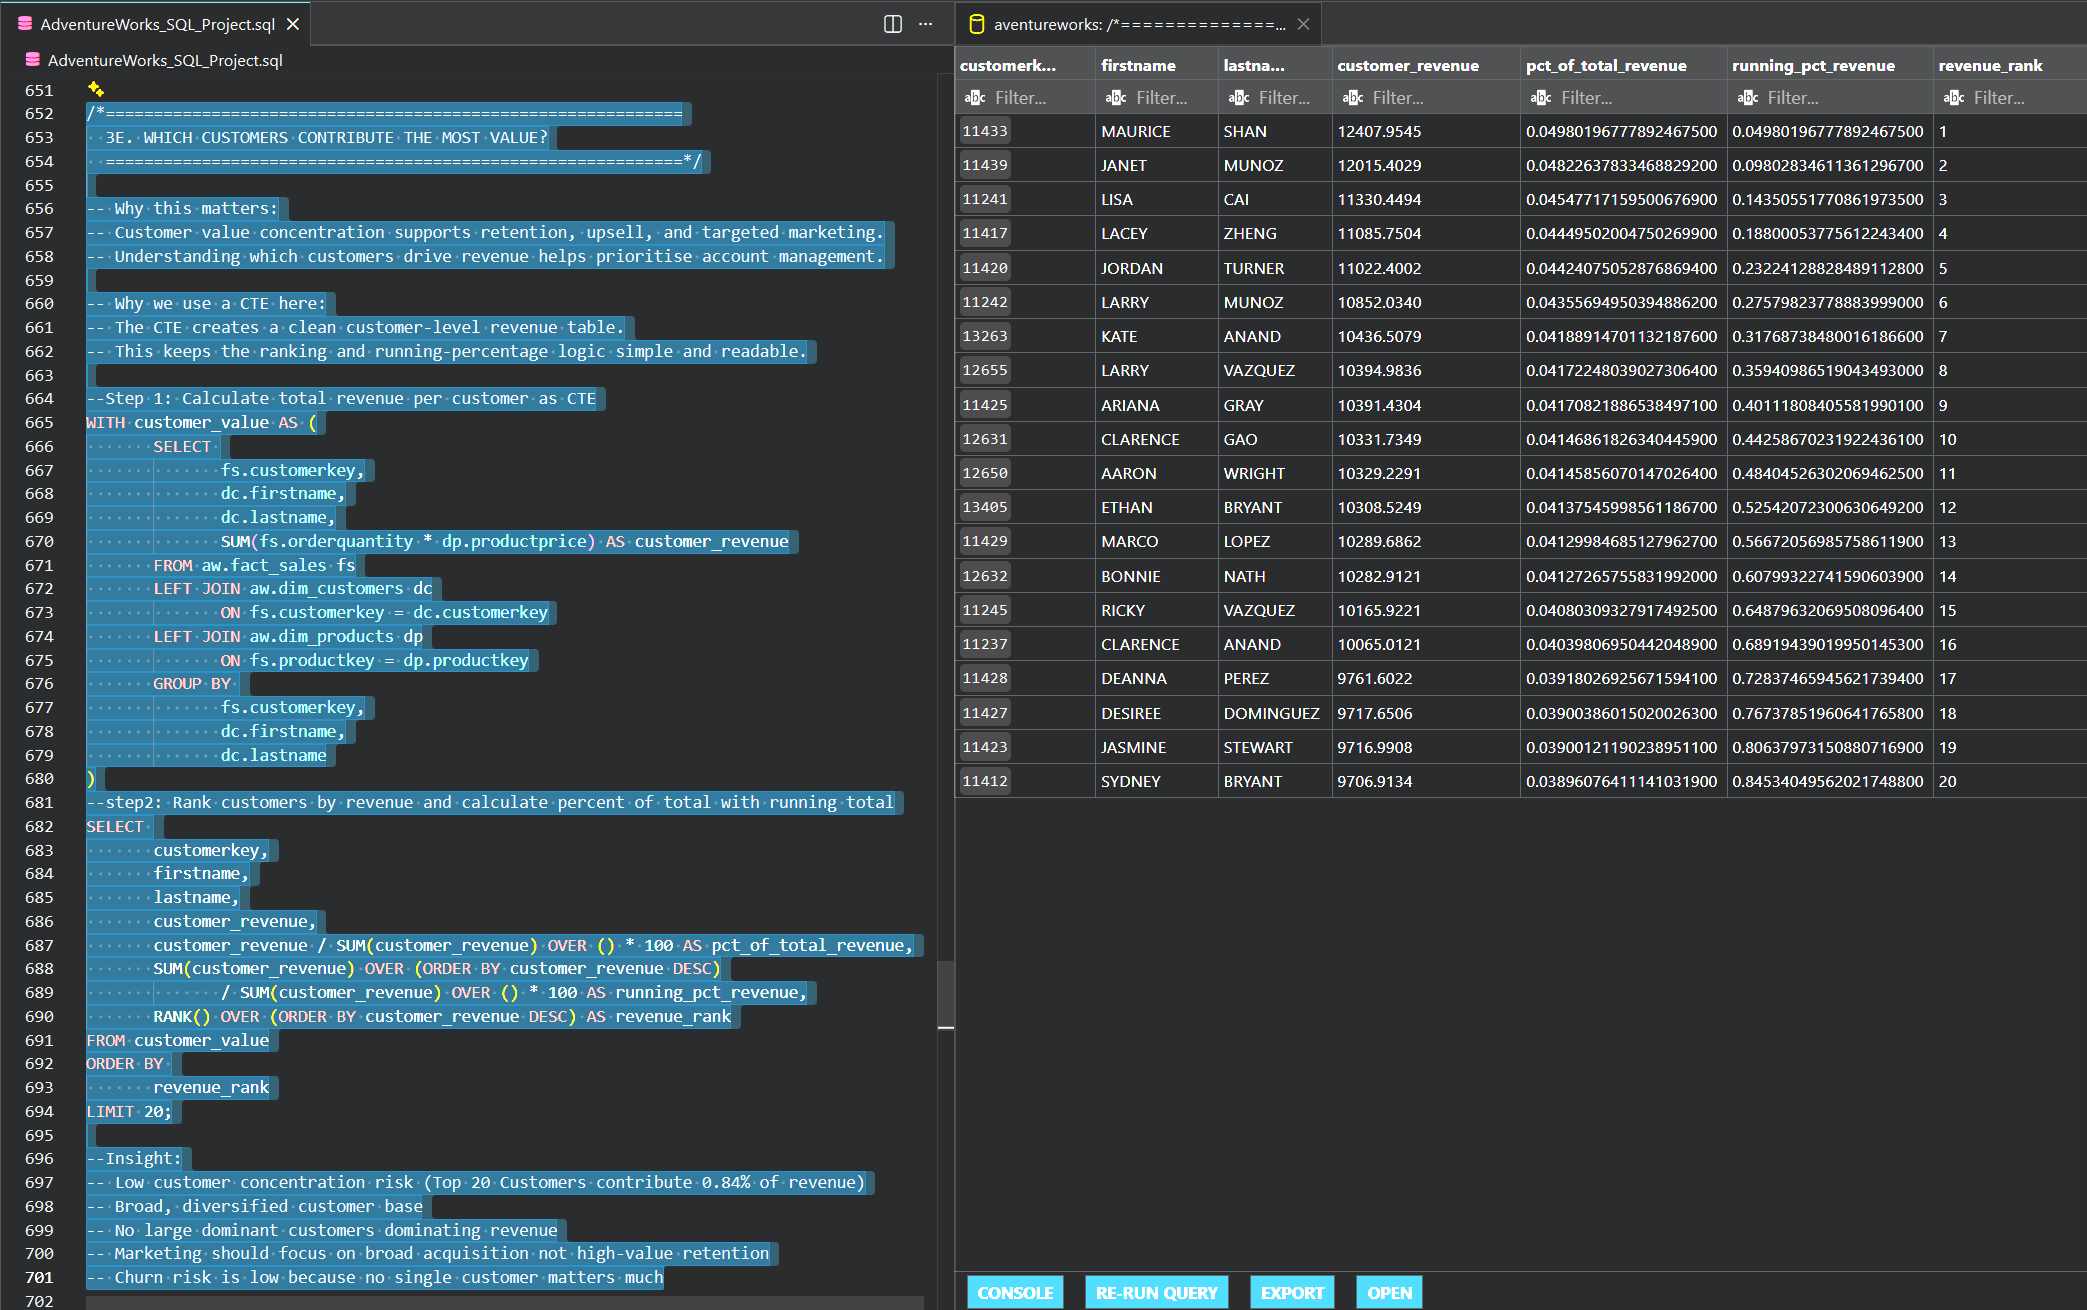 AdventureWorks_SQL_Project.sql
AdventureWorks_SQL_Project.sql
651
652 /*============================================================
653   3E. WHICH CUSTOMERS CONTRIBUTE THE MOST VALUE?
654   ============================================================*/
655
656 -- Why this matters:
657 -- Customer value concentration supports retention, upsell, and targeted marketing.
658 -- Understanding which customers drive revenue helps prioritise account management.
659
660 -- Why we use a CTE here:
661 -- The CTE creates a clean customer-level revenue table.
662 -- This keeps the ranking and running-percentage logic simple and readable.
663
664 --Step 1: Calculate total revenue per customer as CTE
665 WITH customer_value AS (
666        SELECT
667               fs.customerkey,
668               dc.firstname,
669               dc.lastname,
670               SUM(fs.orderquantity * dp.productprice) AS customer_revenue
671        FROM aw.fact_sales fs
672        LEFT JOIN aw.dim_customers dc
673               ON fs.customerkey = dc.customerkey
674        LEFT JOIN aw.dim_products dp
675               ON fs.productkey = dp.productkey
676        GROUP BY
677               fs.customerkey,
678               dc.firstname,
679               dc.lastname
680 )
681 --step2: Rank customers by revenue and calculate percent of total with running total
682 SELECT
683        customerkey,
684        firstname,
685        lastname,
686        customer_revenue,
687        customer_revenue / SUM(customer_revenue) OVER () * 100 AS pct_of_total_revenue,
688        SUM(customer_revenue) OVER (ORDER BY customer_revenue DESC)
689               / SUM(customer_revenue) OVER () * 100 AS running_pct_revenue,
690        RANK() OVER (ORDER BY customer_revenue DESC) AS revenue_rank
691 FROM customer_value
692 ORDER BY
693        revenue_rank
694 LIMIT 20;
695
696 --Insight:
697 -- Low customer concentration risk (Top 20 Customers contribute 0.84% of revenue)
698 -- Broad, diversified customer base
699 -- No large dominant customers dominating revenue
700 -- Marketing should focus on broad acquisition not high-value retention
701 -- Churn risk is low because no single customer matters much
702
aventureworks: /*==============...
customerk... firstname lastna... customer_revenue pct_of_total_revenue running_pct_revenue revenue_rank
abc Filter... abc Filter... abc Filter... abc Filter... abc Filter... abc Filter... abc Filter...
11433 MAURICE SHAN 12407.9545 0.04980196777892467500 0.04980196777892467500 1
11439 JANET MUNOZ 12015.4029 0.04822637833468829200 0.09802834611361296700 2
11241 LISA CAI 11330.4494 0.04547717159500676900 0.14350551770861973500 3
11417 LACEY ZHENG 11085.7504 0.04449502004750269900 0.18800053775612243400 4
11420 JORDAN TURNER 11022.4002 0.04424075052876869400 0.23224128828489112800 5
11242 LARRY MUNOZ 10852.0340 0.04355694950394886200 0.27579823778883999000 6
13263 KATE ANAND 10436.5079 0.04188914701132187600 0.31768738480016186600 7
12655 LARRY VAZQUEZ 10394.9836 0.04172248039027306400 0.35940986519043493000 8
11425 ARIANA GRAY 10391.4304 0.04170821886538497100 0.40111808405581990100 9
12631 CLARENCE GAO 10331.7349 0.04146861826340445900 0.44258670231922436100 10
12650 AARON WRIGHT 10329.2291 0.04145856070147026400 0.48404526302069462500 11
13405 ETHAN BRYANT 10308.5249 0.04137545998561186700 0.52542072300630649200 12
11429 MARCO LOPEZ 10289.6862 0.04129984685127962700 0.56672056985758611900 13
12632 BONNIE NATH 10282.9121 0.04127265755831992000 0.60799322741590603900 14
11245 RICKY VAZQUEZ 10165.9221 0.04080309327917492500 0.64879632069508096400 15
11237 CLARENCE ANAND 10065.0121 0.04039806950442048900 0.68919439019950145300 16
11428 DEANNA PEREZ 9761.6022 0.03918026925671594100 0.72837465945621739400 17
11427 DESIREE DOMINGUEZ 9717.6506 0.03900386015020026300 0.76737851960641765800 18
11423 JASMINE STEWART 9716.9908 0.03900121190238951100 0.80637973150880716900 19
11412 SYDNEY BRYANT 9706.9134 0.03896076411141031900 0.84534049562021748800 20
CONSOLE RE-RUN QUERY EXPORT OPEN